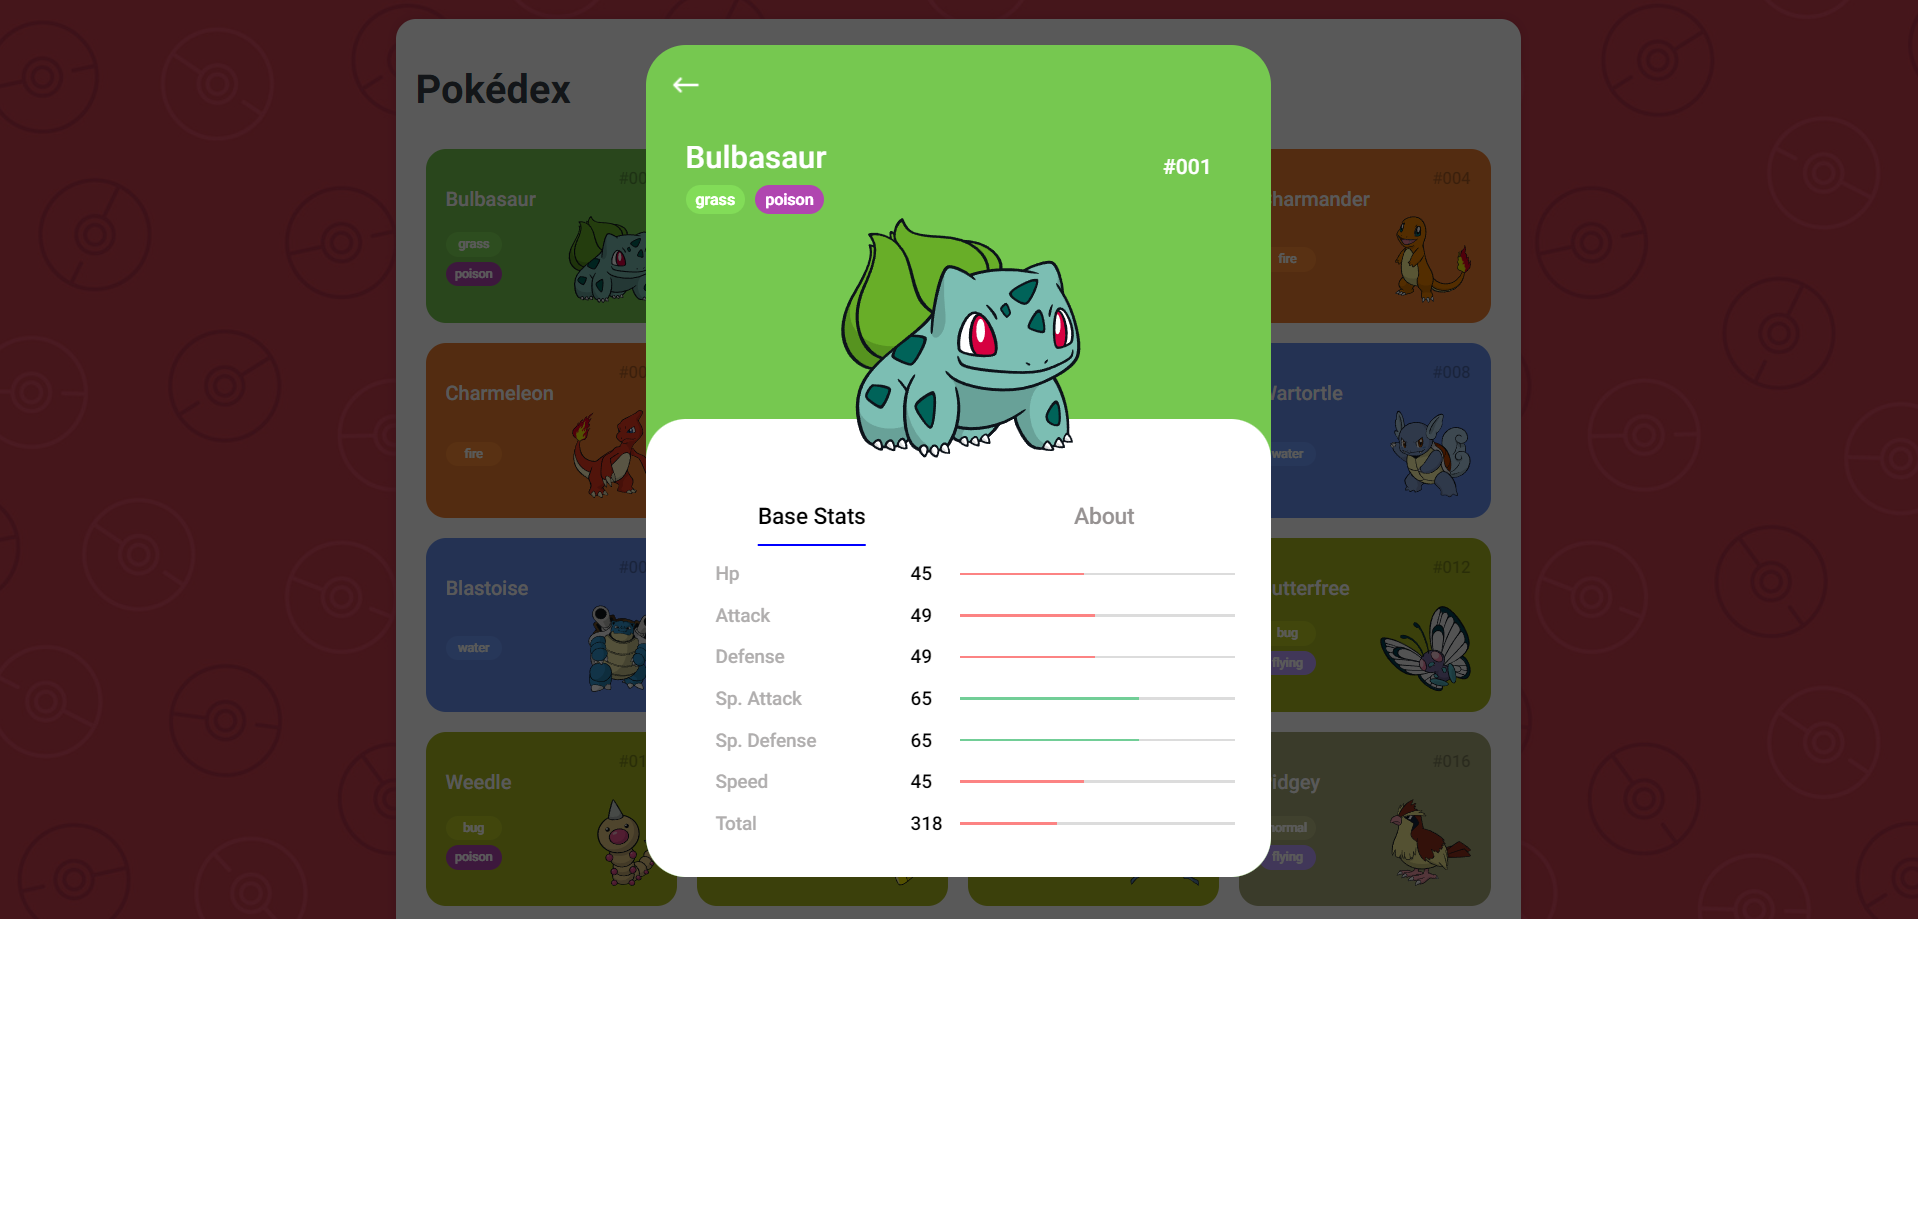 Pokédex
Bulbasaur
#001
grass
poison
Base Stats
About
Hp 45
Attack 49
Defense 49
Sp. Attack 65
Sp. Defense 65
Speed 45
Total 318
Bulbasaur #00
grass
poison
harmander #004
fire
Charmeleon #00
fire
Wartortle #008
water
Blastoise #00
water
utterfree #012
bug
flying
Weedle #01
bug
poison
idgey #016
normal
flying